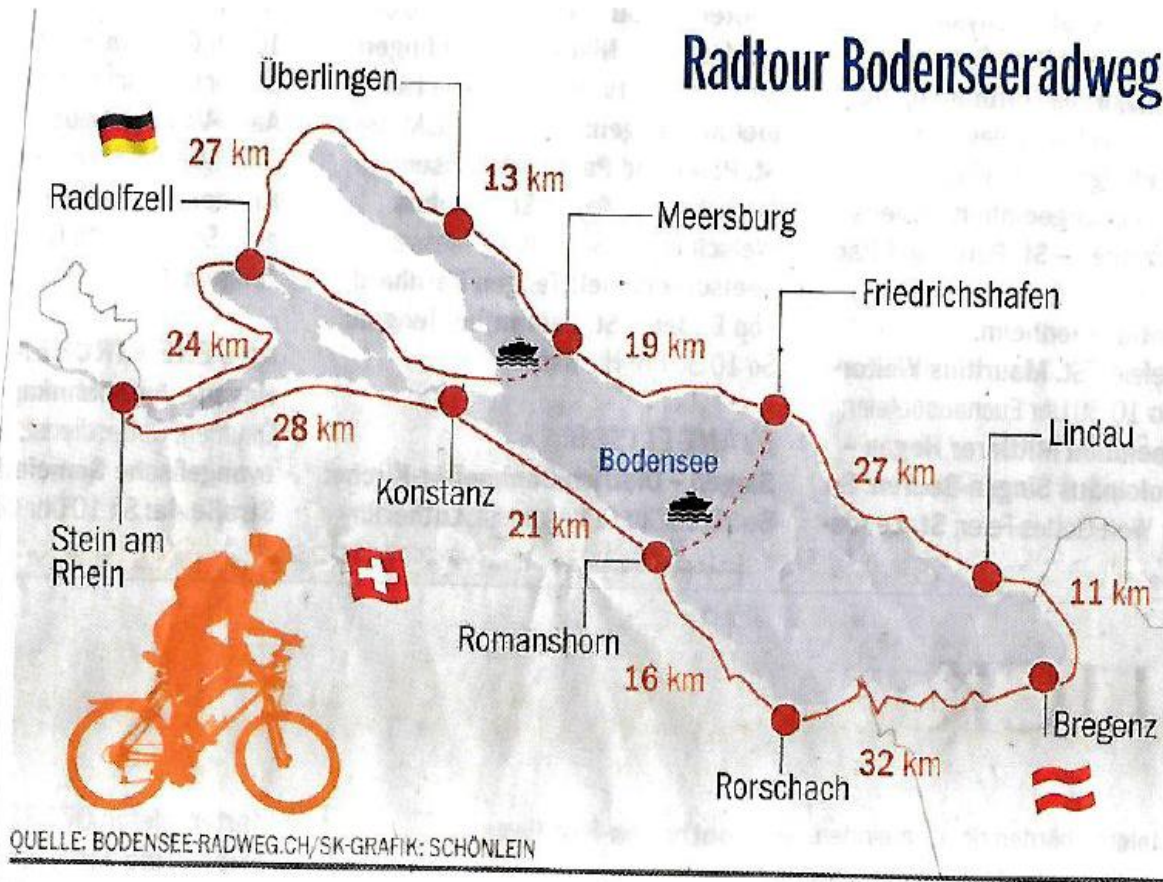 Radtour Bodenseeradweg
Überlingen
27 km
13 km
Radolfzell
Meersburg
Friedrichshafen
24 km
19 km
Lindau
28 km
Bodensee
27 km
Konstanz
21 km
Stein am
Rhein
11 km
Romanshorn
16 km
Bregenz
32 km
Rorschach
QUELLE: BODENSEE-RADWEG.CH/SK-GRAFIK: SCHÖNLEIN